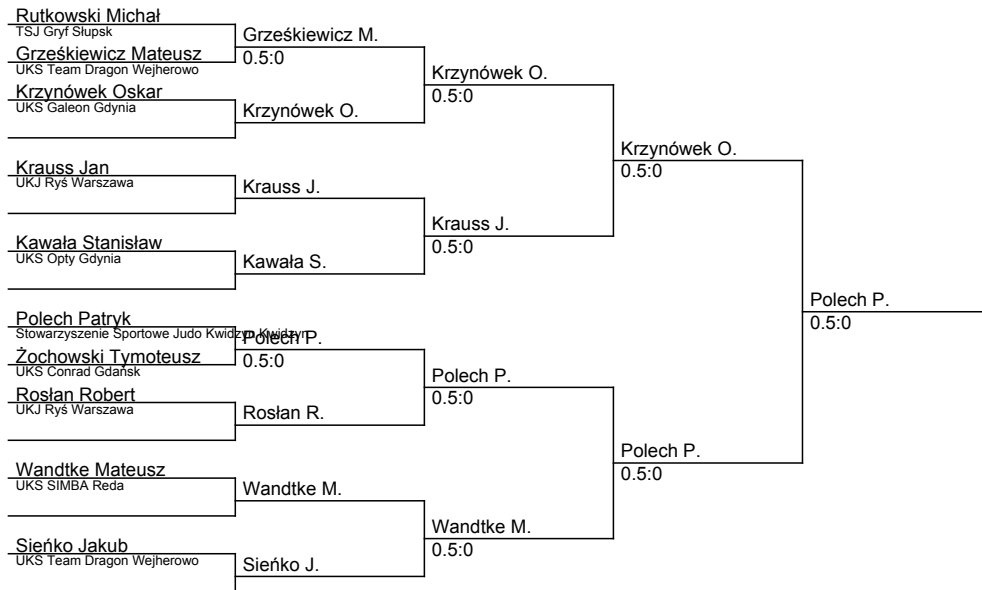 Rutkowski Michał
TSJ Gryf Słupsk
Grześkiewicz Mateusz
UKS Team Dragon Wejherowo
Krzynówek Oskar
UKS Galeon Gdynia
Krauss Jan
UKJ Ryś Warszawa
Kawała Stanisław
UKS Opty Gdynia
Polech Patryk
Stowarzyszenie Sportowe Judo Kwidzyn Kwidzyn
Żochowski Tymoteusz
UKS Conrad Gdańsk
Rosłan Robert
UKJ Ryś Warszawa
Wandtke Mateusz
UKS SIMBA Reda
Sieńko Jakub
UKS Team Dragon Wejherowo
Grześkiewicz M.
0.5:0
Krzynówek O.
Krauss J.
Kawała S.
Polech P.
0.5:0
Rosłan R.
Wandtke M.
Sieńko J.
Krzynówek O.
0.5:0
Krauss J.
0.5:0
Polech P.
0.5:0
Wandtke M.
0.5:0
Krzynówek O.
0.5:0
Polech P.
0.5:0
Polech P.
0.5:0